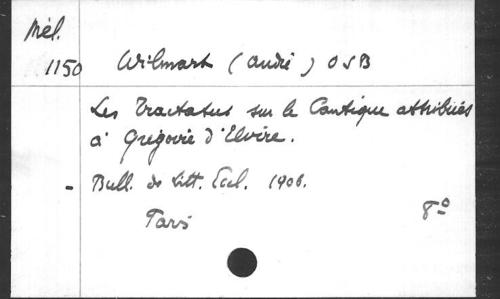 Mél.
1150 Wilmart (André) OSB
Les Tractatus sur le Cantique attribués
à Grégoire d'Elvire.
- Bull. de Litt. Eccl. 1906.
Paris 8º